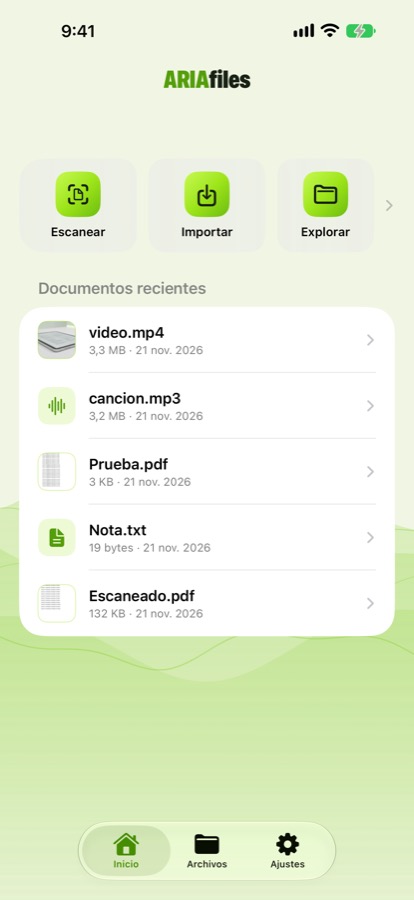 9:41
ARIAfiles
Escanear
Importar
Explorar
Documentos recientes
video.mp4
3,3 MB · 21 nov. 2026
cancion.mp3
3,2 MB · 21 nov. 2026
Prueba.pdf
3 KB · 21 nov. 2026
Nota.txt
19 bytes · 21 nov. 2026
Escaneado.pdf
132 KB · 21 nov. 2026
Inicio
Archivos
Ajustes